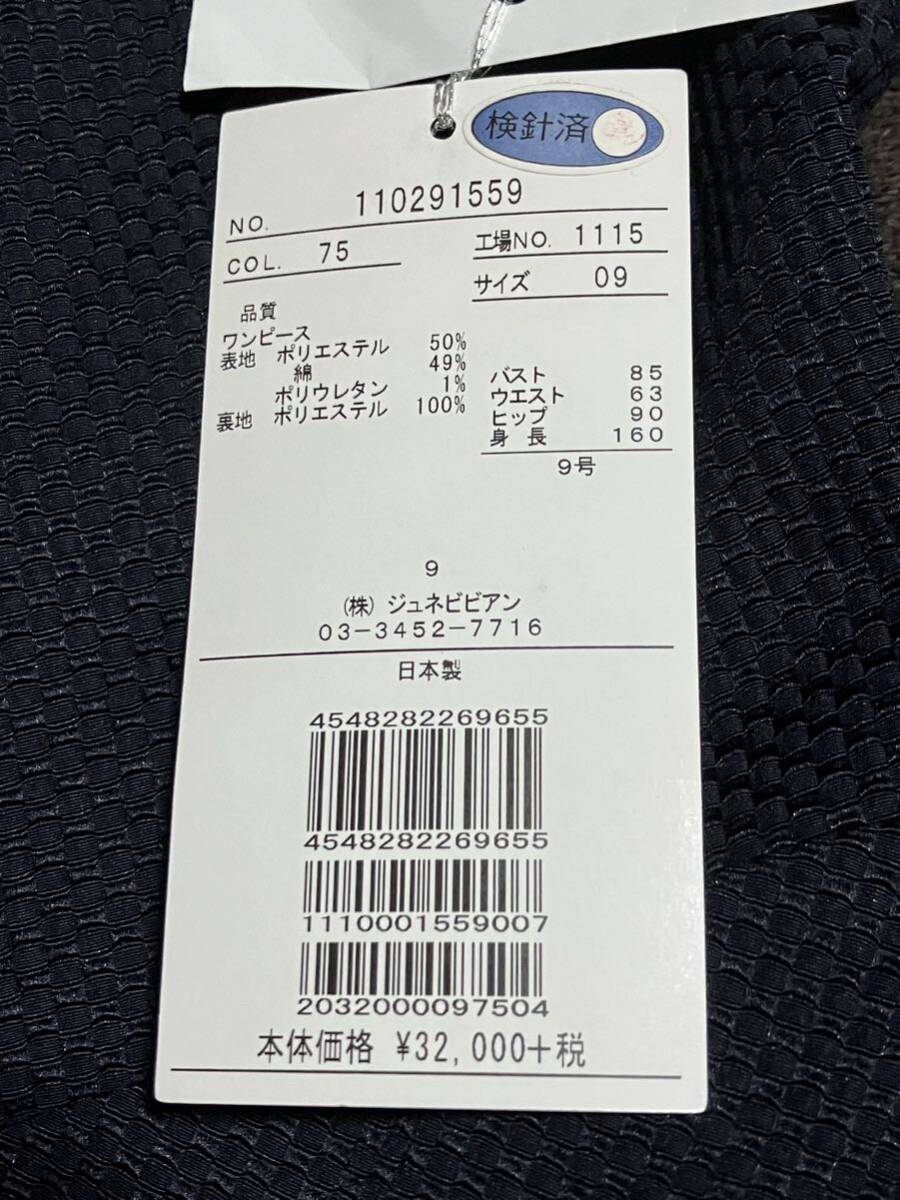 検針済
NO. 110291559
COL. 75
工場NO. 1115
サイズ 09
品質
ワンピース
表地 ポリエステル 50%
綿 49%
ポリウレタン 1%
裏地 ポリエステル 100%
バスト 85
ウエスト 63
ヒップ 90
身長 160
9号
9
(株) ジュネビビアン
03-3452-7716
日本製
4548282269655
4548282269655
1110001559007
2032000097504
本体価格 ¥32,000+税